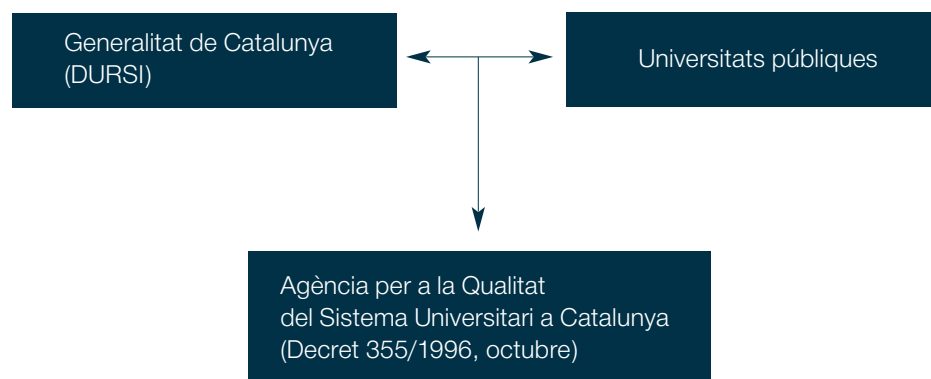 Generalitat de Catalunya
(DURSI)
Universitats públiques
Agència per a la Qualitat
del Sistema Universitari a Catalunya
(Decret 355/1996, octubre)